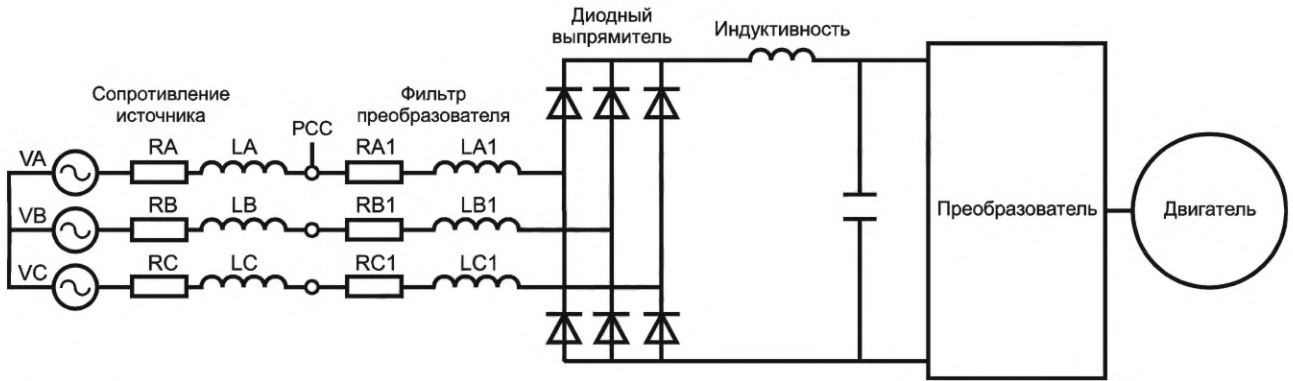 Диодный
выпрямитель
Индуктивность
Сопротивление
источника
Фильтр
преобразователя
PCC
VA
RA
LA
RA1
LA1
VB
RB
LB
RB1
LB1
VC
RC
LC
RC1
LC1
Преобразователь
Двигатель